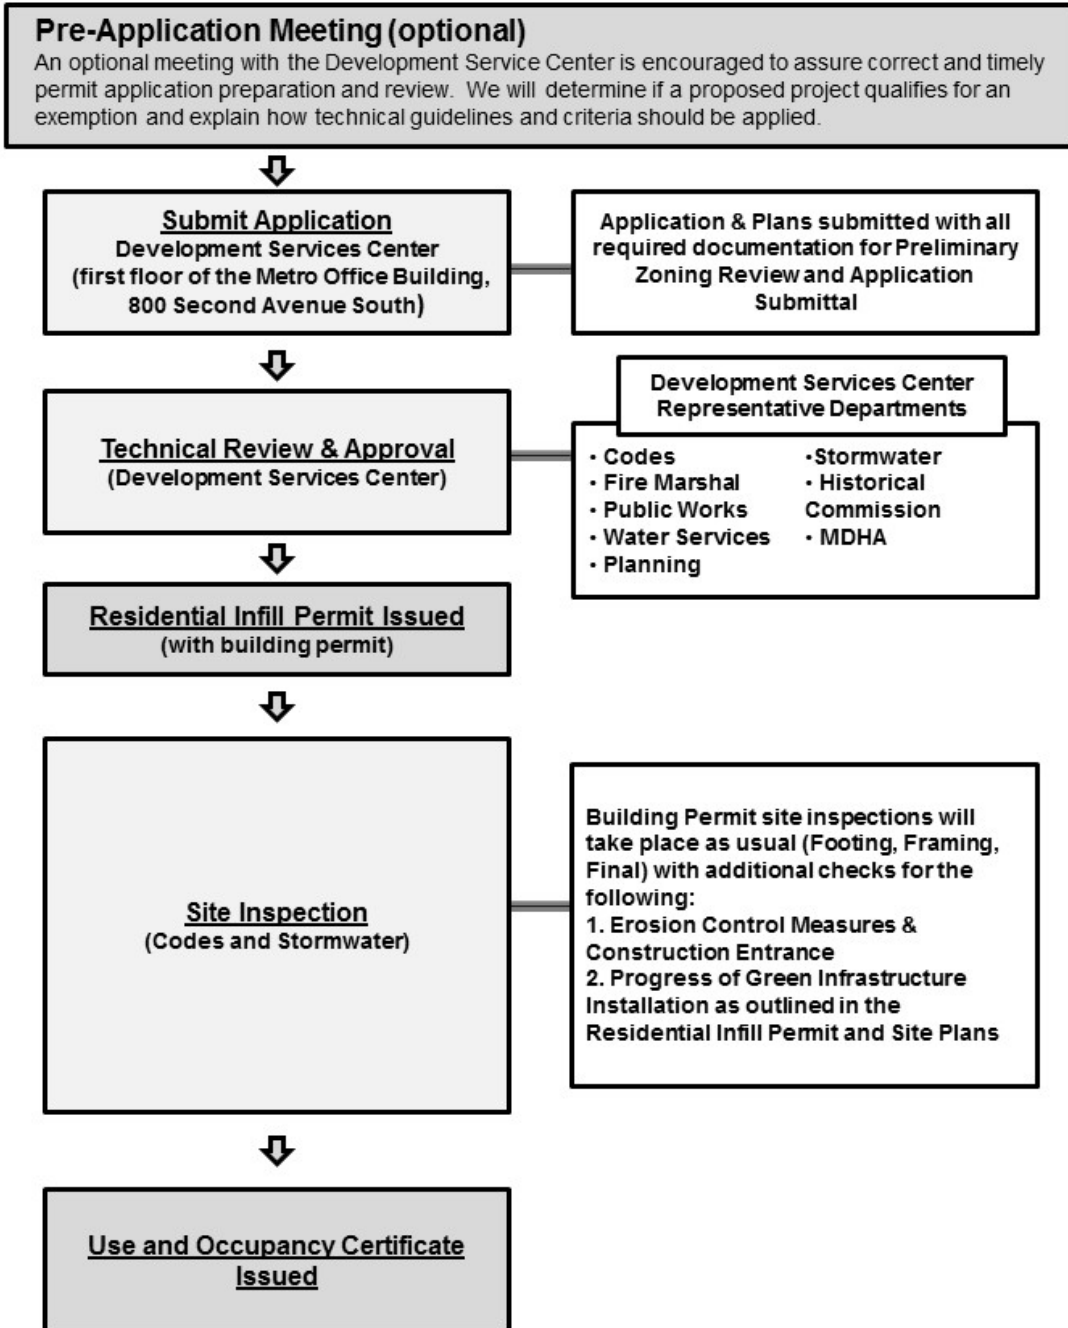 Pre-Application Meeting (optional)
An optional meeting with the Development Service Center is encouraged to assure correct and timely
permit application preparation and review. We will determine if a proposed project qualifies for an
exemption and explain how technical guidelines and criteria should be applied.
Submit Application
Development Services Center
(first floor of the Metro Office Building,
800 Second Avenue South)
Application & Plans submitted with all
required documentation for Preliminary
Zoning Review and Application
Submittal
Technical Review & Approval
(Development Services Center)
Development Services Center
Representative Departments
• Codes
• Fire Marshal
• Public Works
• Water Services
• Planning
•Stormwater
• Historical
Commission
• MDHA
Residential Infill Permit Issued
(with building permit)
Site Inspection
(Codes and Stormwater)
Building Permit site inspections will
take place as usual (Footing, Framing,
Final) with additional checks for the
following:
1. Erosion Control Measures &
Construction Entrance
2. Progress of Green Infrastructure
Installation as outlined in the
Residential Infill Permit and Site Plans
Use and Occupancy Certificate
Issued